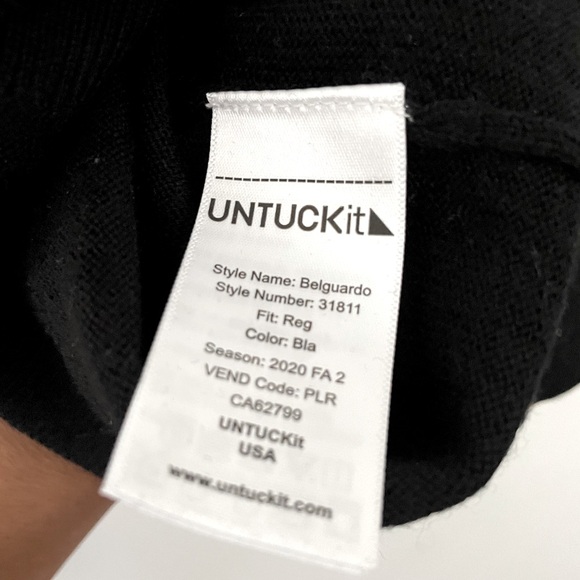 UNTUCKit
Style Name: Belguardo
Style Number: 31811
Fit: Reg
Color: Bla
Season: 2020 FA 2
VEND Code: PLR
CA62799
UNTUCKit
USA
www.untuckit.com